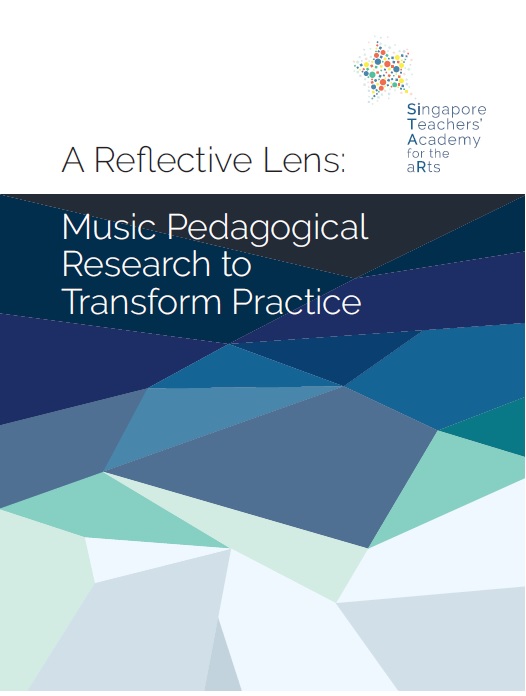 Singapore
Teachers'
Academy
for the
aRts
A Reflective Lens:
Music Pedagogical
Research to
Transform Practice